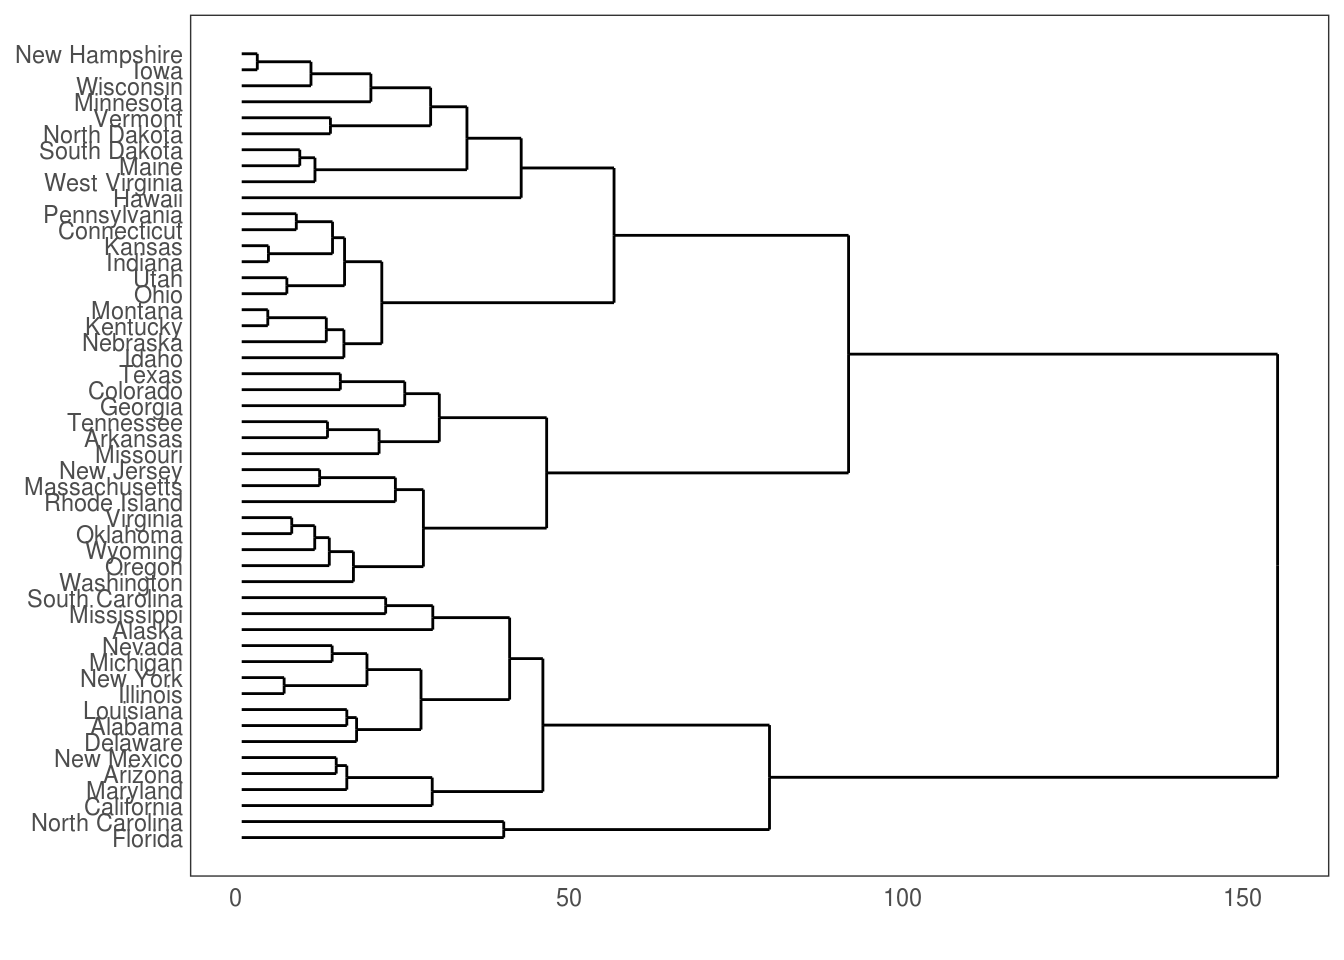 New Hampshire
Iowa
Wisconsin
Minnesota
Vermont
North Dakota
South Dakota
Maine
West Virginia
Hawaii
Pennsylvania
Connecticut
Kansas
Indiana
Utah
Ohio
Montana
Kentucky
Nebraska
Idaho
Texas
Colorado
Georgia
Tennessee
Arkansas
Missouri
New Jersey
Massachusetts
Rhode Island
Virginia
Oklahoma
Wyoming
Oregon
Washington
South Carolina
Mississippi
Alaska
Nevada
Michigan
New York
Illinois
Louisiana
Alabama
Delaware
New Mexico
Arizona
Maryland
California
North Carolina
Florida
0 50 100 150